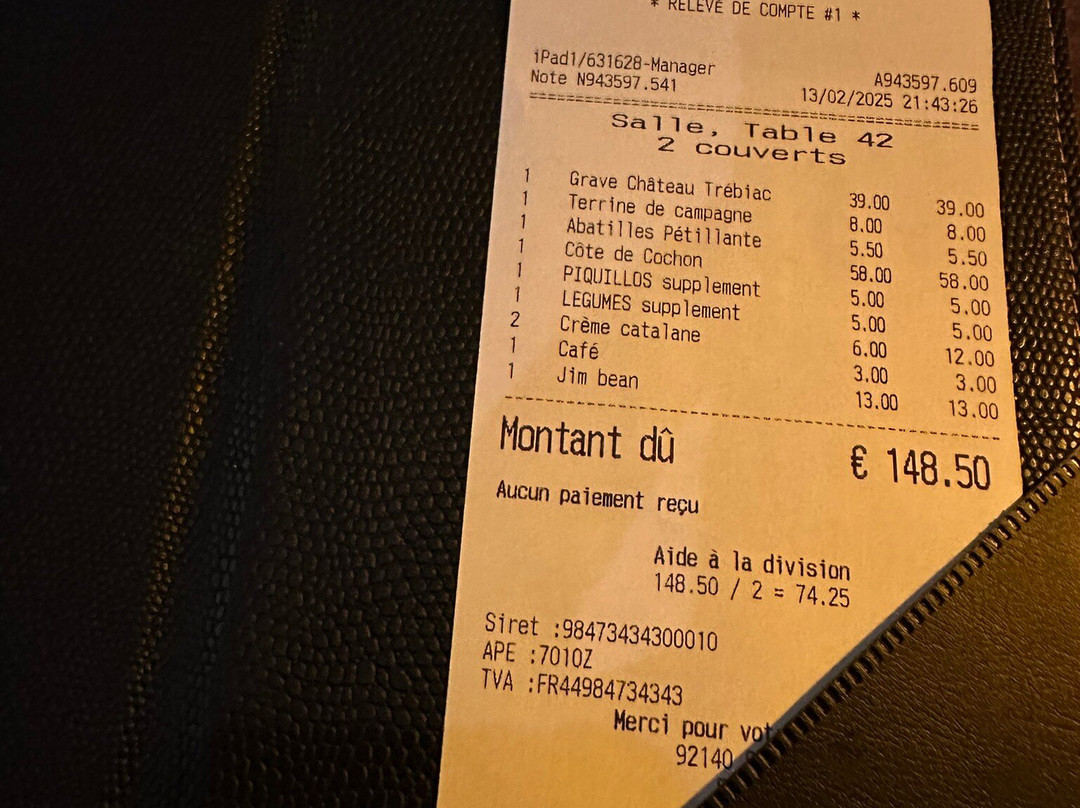 * RELEVÉ DE COMPTE #1 *
iPad1/631628-Manager A943597.609
Note N943597.541 13/02/2025 21:43:26
Salle, Table 42
2 couverts
1 Grave Château Trébiac 39.00 39.00
1 Terrine de campagne 8.00 8.00
1 Abatilles Pétillante 5.50 5.50
1 Côte de Cochon 58.00 58.00
1 PIQUILLOS supplement 5.00 5.00
1 LEGUMES supplement 5.00 5.00
2 Crème catalane 6.00 12.00
1 Café 3.00 3.00
1 Jim bean 13.00 13.00
Montant dû € 148.50
Aucun paiement reçu
Aide à la division
148.50 / 2 = 74.25
Siret :98473434300010
APE :7010Z
TVA :FR44984734343
Merci pour vot
92140